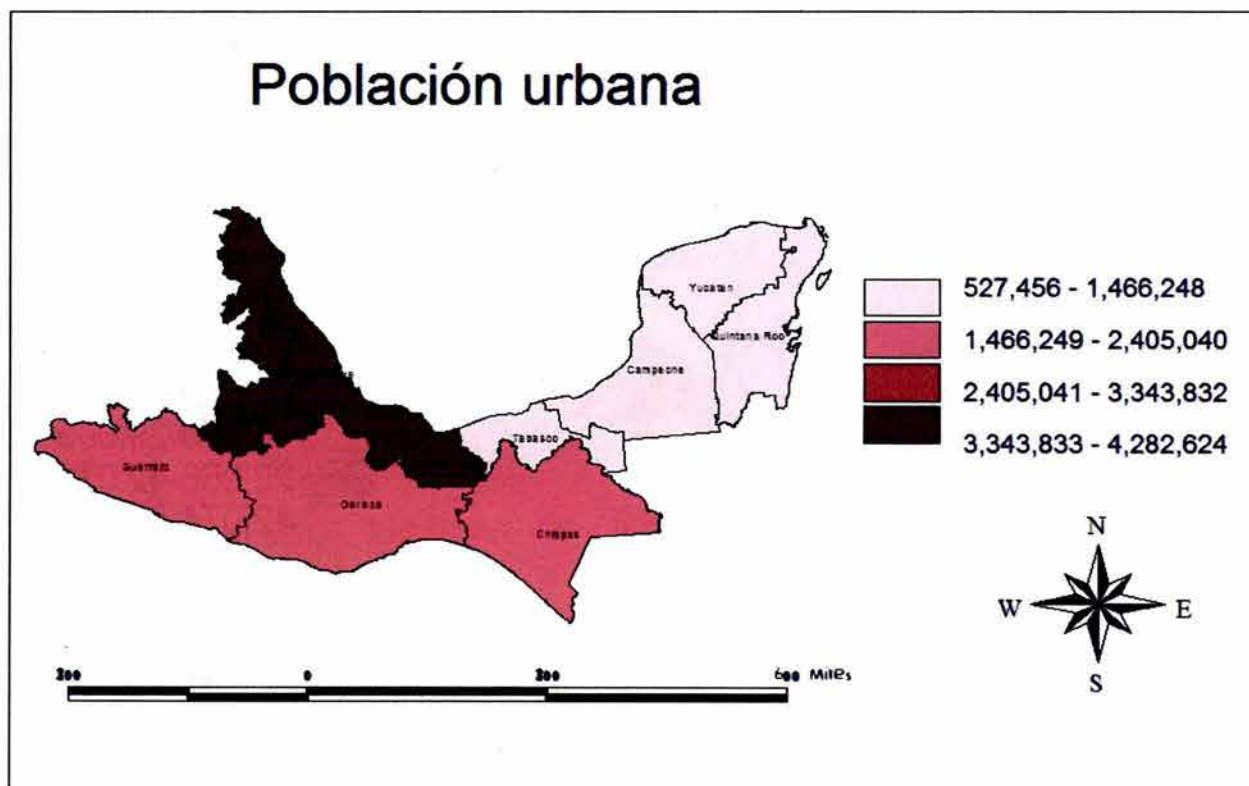 Población urbana
Yucatan
Quintana Roo
Campeche
Tabasco
Guerrero
Oaxaca
Chiapas
527,456 - 1,466,248
1,466,249 - 2,405,040
2,405,041 - 3,343,832
3,343,833 - 4,282,624
N
W E
S
300 0 300 600 Miles